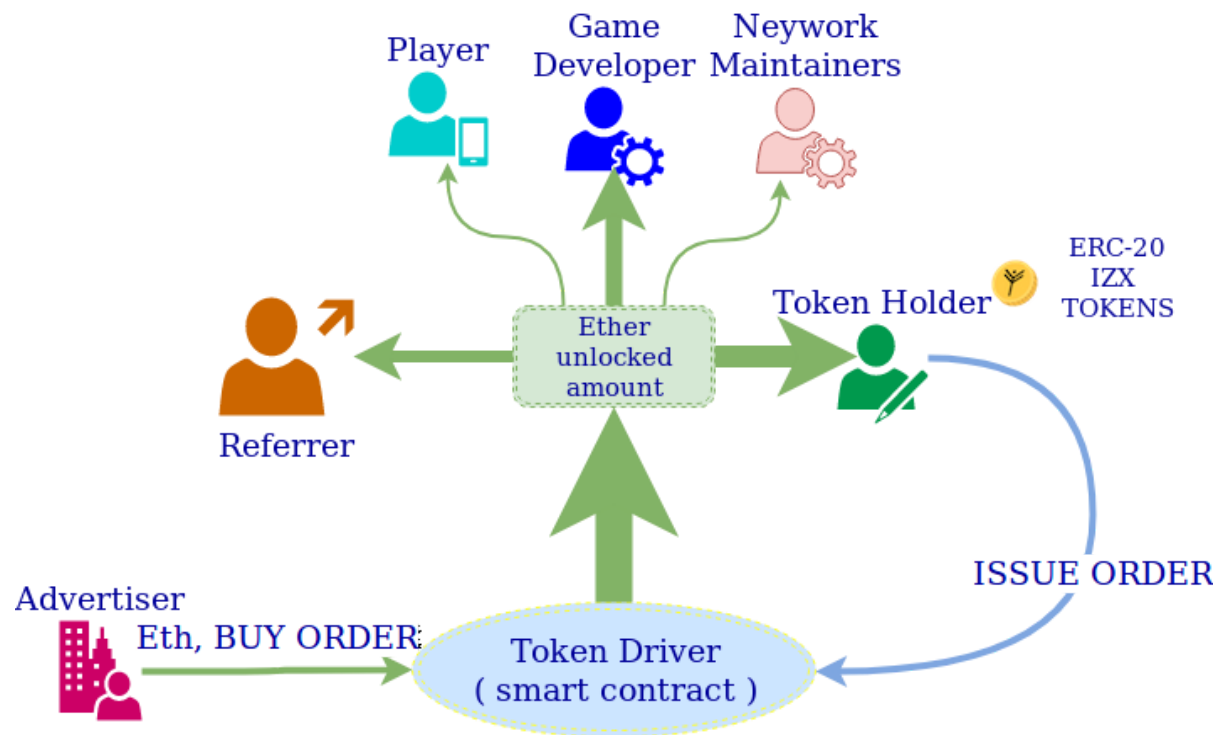 Player
Game
Developer
Neywork
Maintainers
ERC-20
IZX
TOKENS
Token Holder
Ether
unlocked
amount
Referrer
ISSUE ORDER
Advertiser
Eth, BUY ORDER
Token Driver
( smart contract )